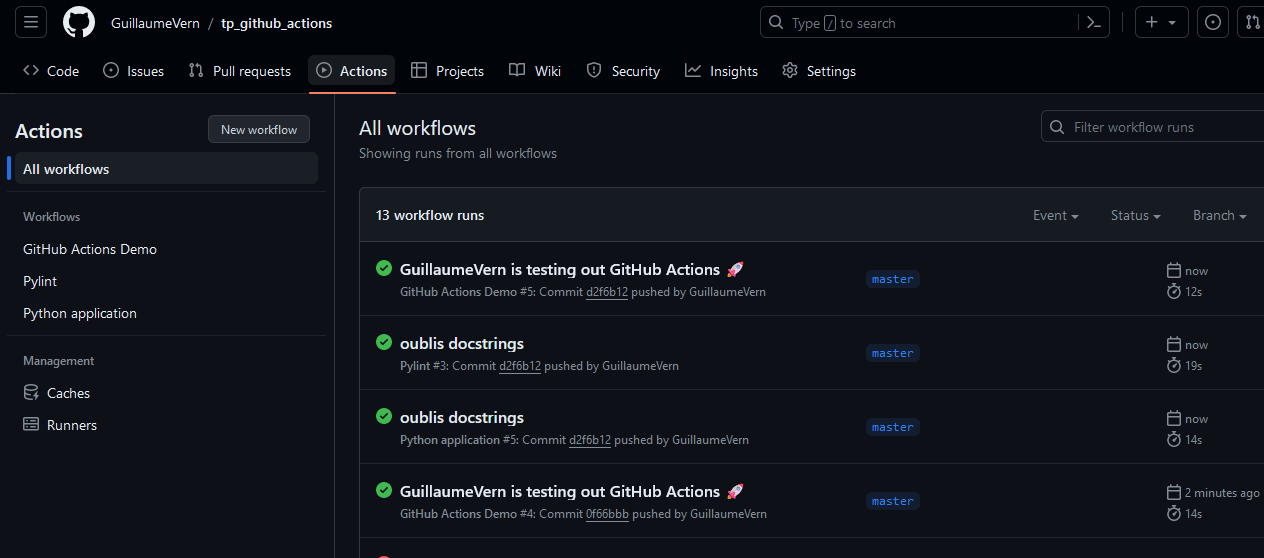 GuillaumeVern / tp_github_actions
Type / to search
Code Issues Pull requests Actions Projects Wiki Security Insights Settings
Actions
New workflow
All workflows
Workflows
GitHub Actions Demo
Pylint
Python application
Management
Caches
Runners
All workflows
Showing runs from all workflows
Filter workflow runs
13 workflow runs
Event Status Branch
GuillaumeVern is testing out GitHub Actions 🚀
GitHub Actions Demo #5: Commit d2f6b12 pushed by GuillaumeVern
master
now
12s
oublis docstrings
Pylint #3: Commit d2f6b12 pushed by GuillaumeVern
master
now
19s
oublis docstrings
Python application #5: Commit d2f6b12 pushed by GuillaumeVern
master
now
14s
GuillaumeVern is testing out GitHub Actions 🚀
GitHub Actions Demo #4: Commit 0f66bbb pushed by GuillaumeVern
master
2 minutes ago
14s